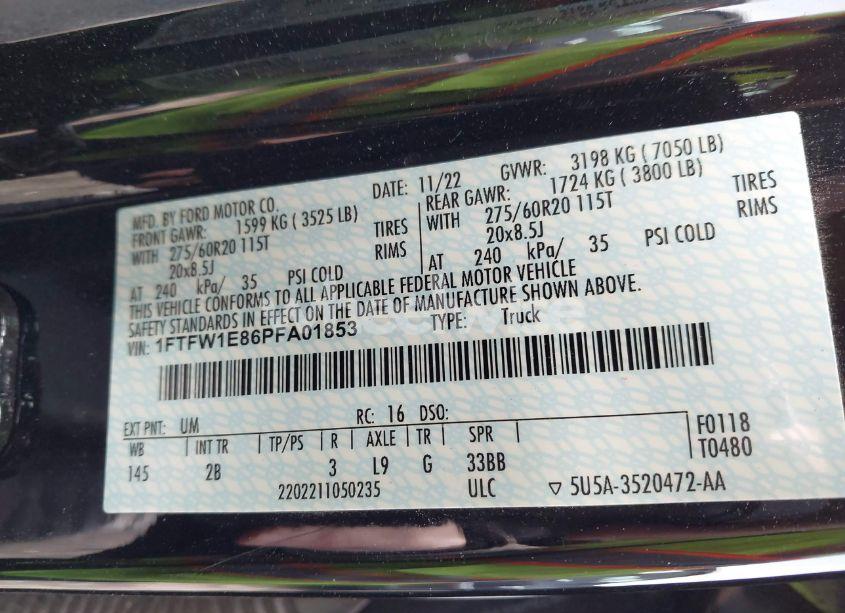 MFD. BY FORD MOTOR CO.
DATE: 11/22 GVWR: 3198 KG ( 7050 LB)
FRONT GAWR: 1599 KG ( 3525 LB)
WITH 275/60R20 115T TIRES
20x8.5J RIMS
AT 240 kPa/ 35 PSI COLD
REAR GAWR: 1724 KG ( 3800 LB)
WITH 275/60R20 115T TIRES
20x8.5J RIMS
AT 240 kPa/ 35 PSI COLD
THIS VEHICLE CONFORMS TO ALL APPLICABLE FEDERAL MOTOR VEHICLE
SAFETY STANDARDS IN EFFECT ON THE DATE OF MANUFACTURE SHOWN ABOVE.
VIN: 1FTFW1E86PFA01853 TYPE: Truck
EXT PNT: UM RC: 16 DSO:
WB INT TR TP/PS R AXLE TR SPR
145 2B 3 L9 G 33BB
F0118
T0480
2202211050235 ULC ▽ 5U5A-3520472-AA